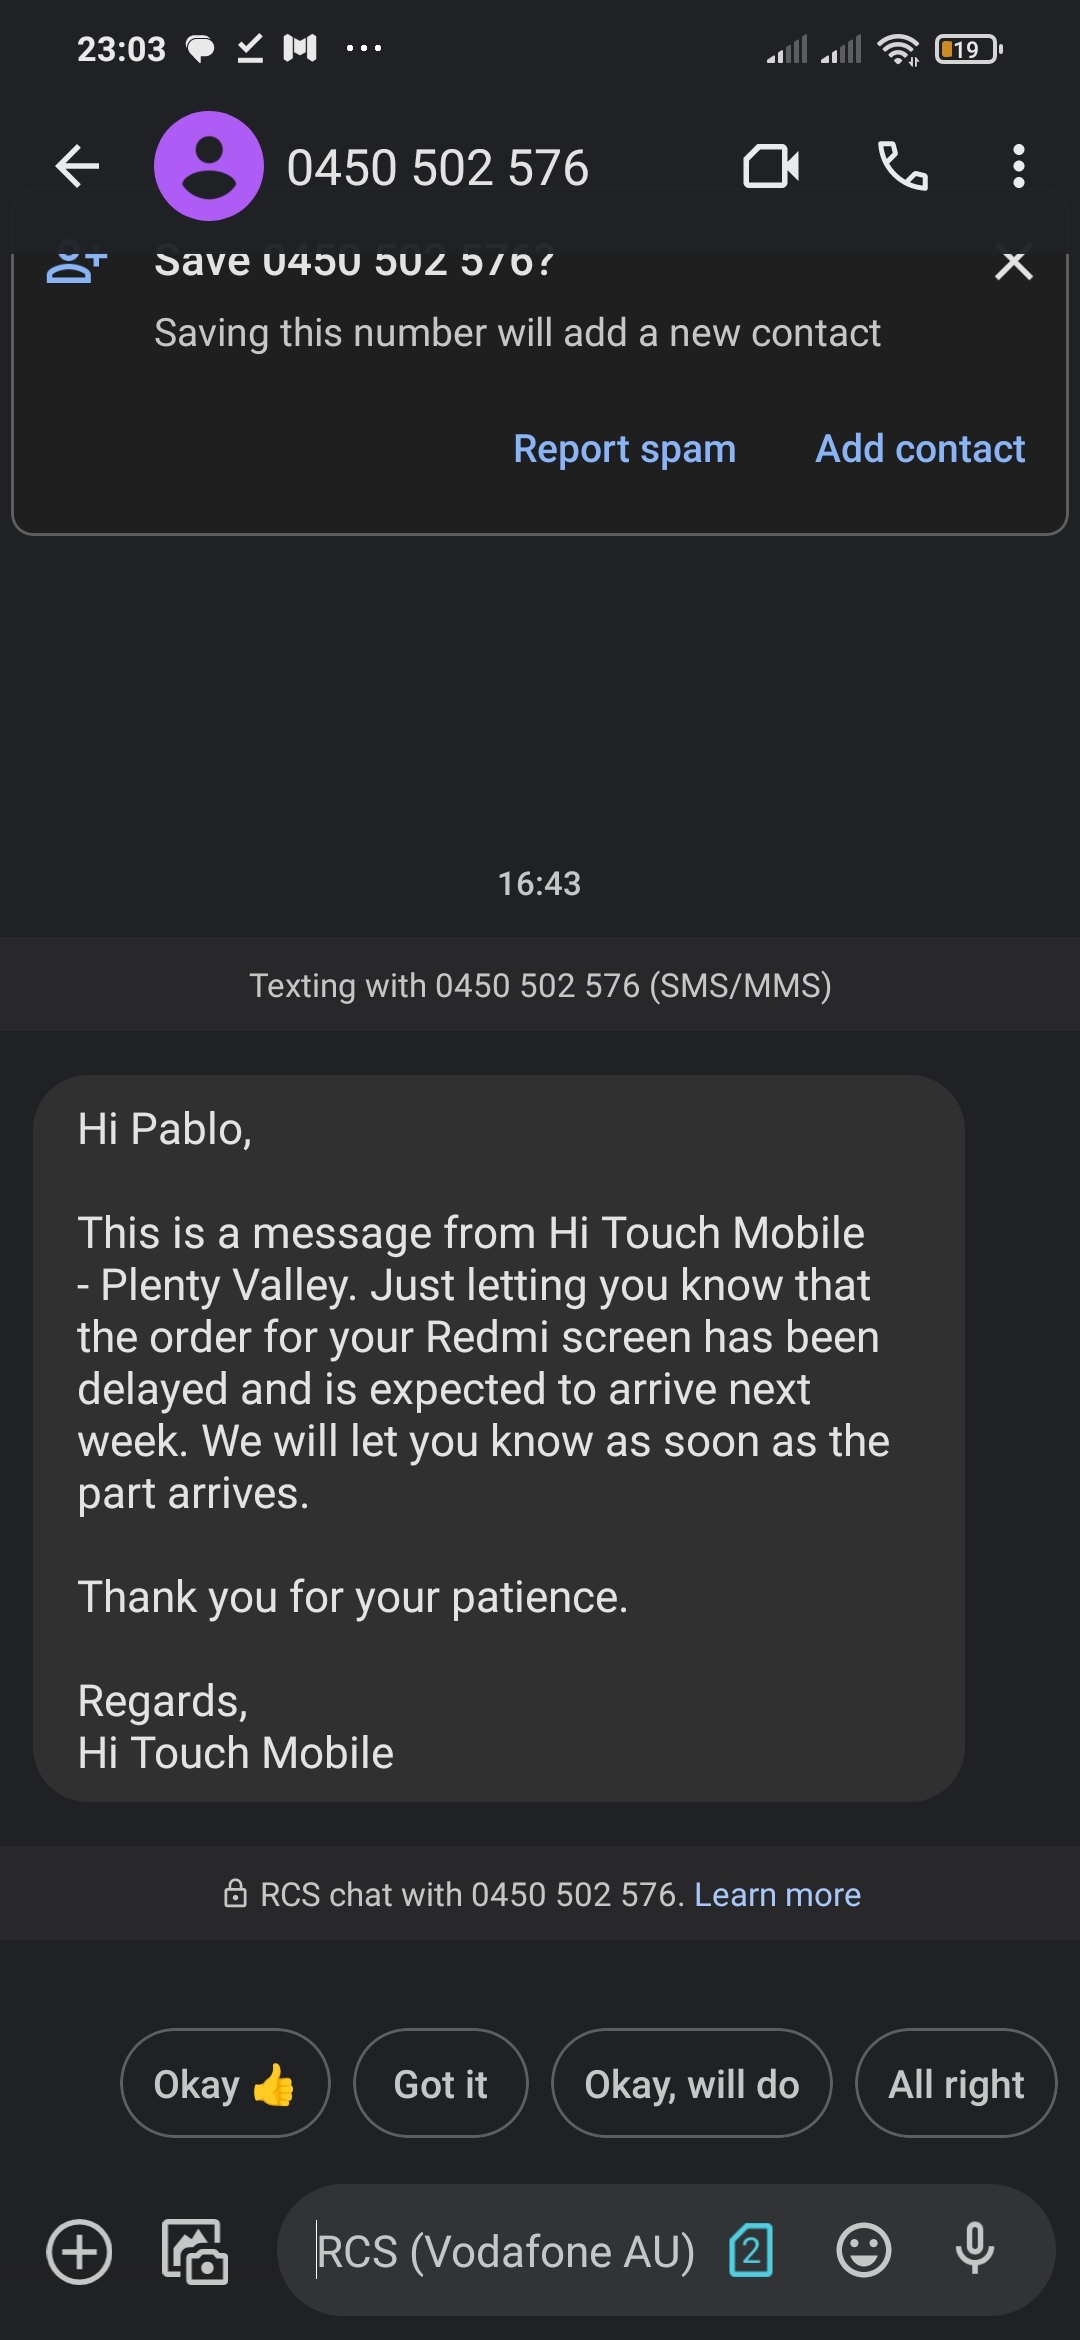 23:03
19
0450 502 576
Save 0450 502 576?
Saving this number will add a new contact
Report spam Add contact
16:43
Texting with 0450 502 576 (SMS/MMS)
Hi Pablo,
This is a message from Hi Touch Mobile
- Plenty Valley. Just letting you know that
the order for your Redmi screen has been
delayed and is expected to arrive next
week. We will let you know as soon as the
part arrives.
Thank you for your patience.
Regards,
Hi Touch Mobile
RCS chat with 0450 502 576. Learn more
Okay 👍 Got it Okay, will do All right
RCS (Vodafone AU) 2